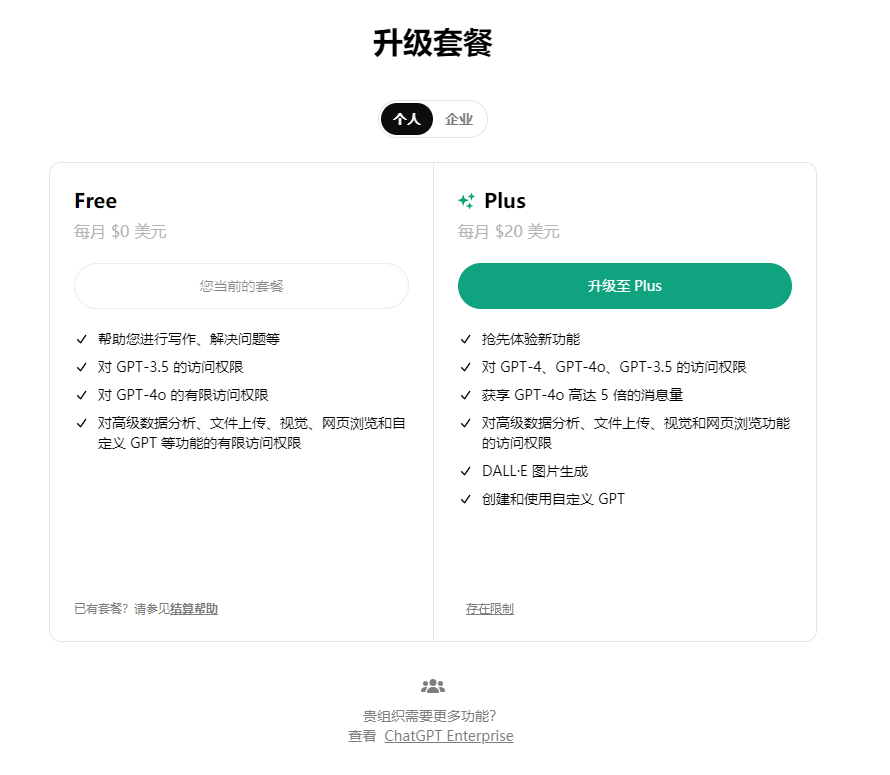 升级套餐
个人 企业
Free
每月 $0 美元
您当前的套餐
帮助您进行写作、解决问题等
对 GPT-3.5 的访问权限
对 GPT-4o 的有限访问权限
对高级数据分析、文件上传、视觉、网页浏览和自
定义 GPT 等功能的有限访问权限
已有套餐？请参见结算帮助
Plus
每月 $20 美元
升级至 Plus
抢先体验新功能
对 GPT-4、GPT-4o、GPT-3.5 的访问权限
获享 GPT-4o 高达 5 倍的消息量
对高级数据分析、文件上传、视觉和网页浏览功能
的访问权限
DALL·E 图片生成
创建和使用自定义 GPT
存在限制
贵组织需要更多功能？
查看 ChatGPT Enterprise